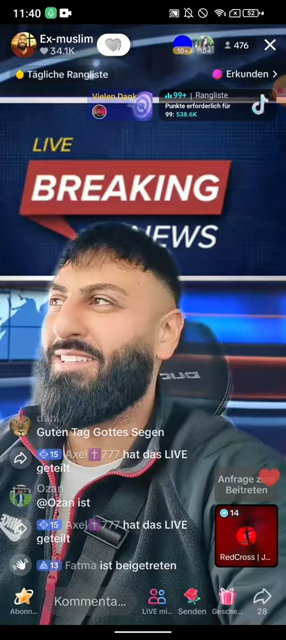 11:40
52
Ex-muslim
34.1K
10+
476
Tägliche Rangliste
Erkunden >
Vielen Dank
99+ | Rangliste
Punkte erforderlich für
99: 538.6K
LIVE
BREAKING
NEWS
Guten Tag Gottes Segen
15 Axel 777 hat das LIVE
geteilt
Ozan
@Ozan ist
15 Axel 777 hat das LIVE
geteilt
13 Fatma ist beigetreten
Anfrage zum
Beitreten
14
RedCross | J...
Abonn...
Kommenta...
LIVE mi...
Senden
Gesche...
28